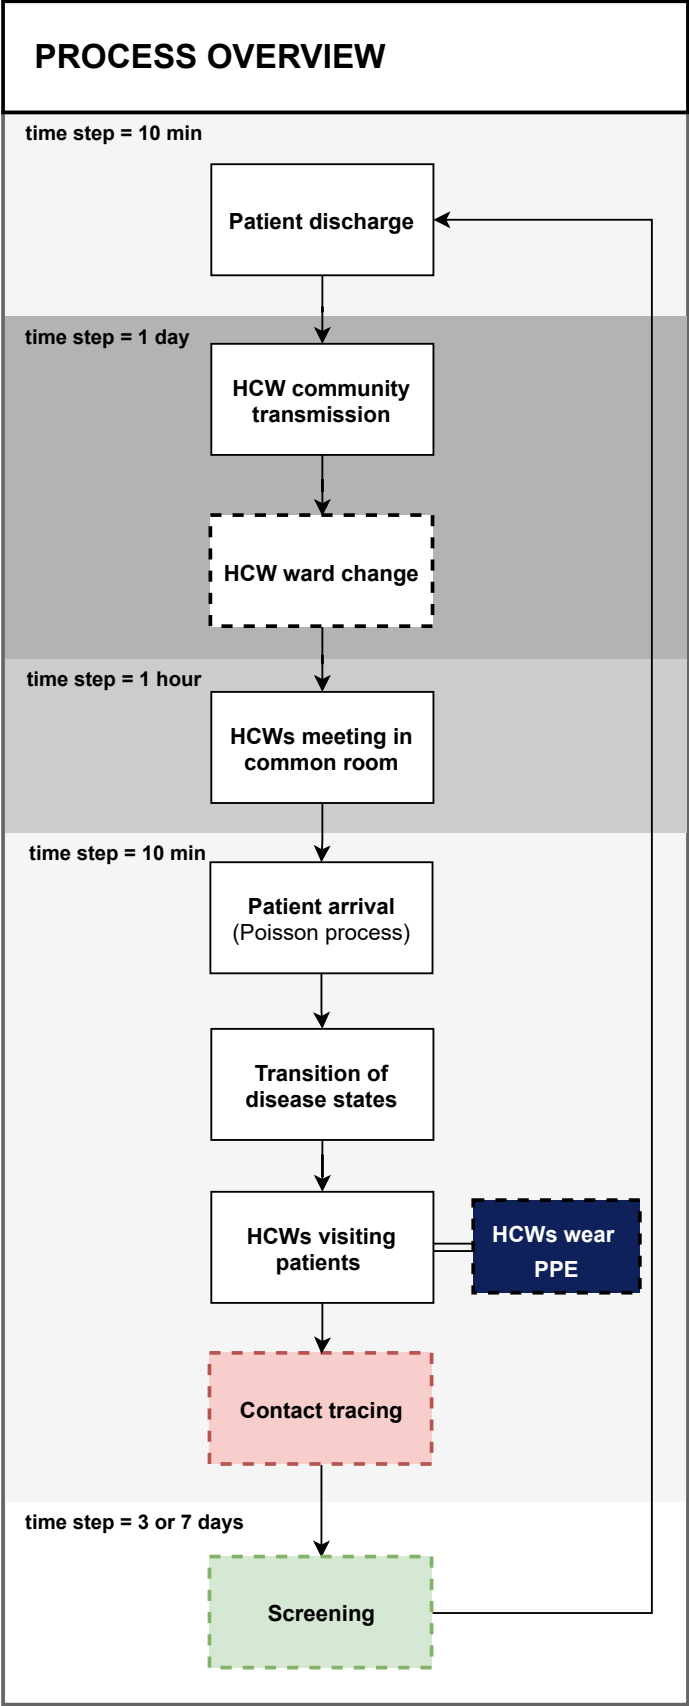 PROCESS OVERVIEW
time step = 10 min
Patient discharge
time step = 1 day
HCW community
transmission
HCW ward change
time step = 1 hour
HCWs meeting in
common room
time step = 10 min
Patient arrival
(Poisson process)
Transition of
disease states
HCWs visiting
patients
HCWs wear
PPE
Contact tracing
time step = 3 or 7 days
Screening